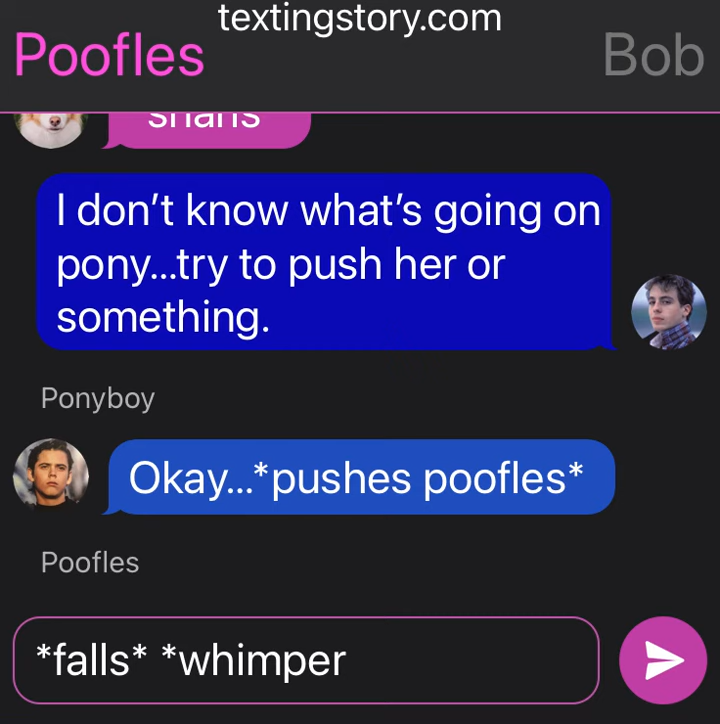 textingstory.com
Poofles
Bob
I don’t know what’s going on
pony...try to push her or
something.
Ponyboy
Okay...*pushes poofles*
Poofles
*falls* *whimper